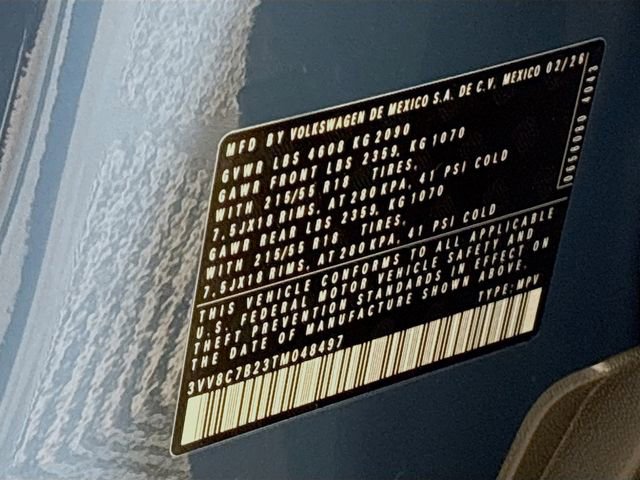 MFD BY VOLKSWAGEN DE MEXICO S.A. DE C.V. MEXICO 02/26
GVWR LBS 4608 KG 2090
GAWR FRONT LBS 2359, KG 1070
WITH 215/55 R18 TIRES,
7.5JX18 RIMS, AT 280 KPA, 41 PSI COLD
GAWR REAR LBS 2359, KG 1070
WITH 215/55 R18 TIRES,
7.5JX18 RIMS, AT 280 KPA, 41 PSI COLD
0656080 4043
THIS VEHICLE CONFORMS TO ALL APPLICABLE
U.S. FEDERAL MOTOR VEHICLE SAFETY AND
THEFT PREVENTION STANDARDS IN EFFECT ON
THE DATE OF MANUFACTURE SHOWN ABOVE.
TYPE: MPV
3VV8C7B23TM048497